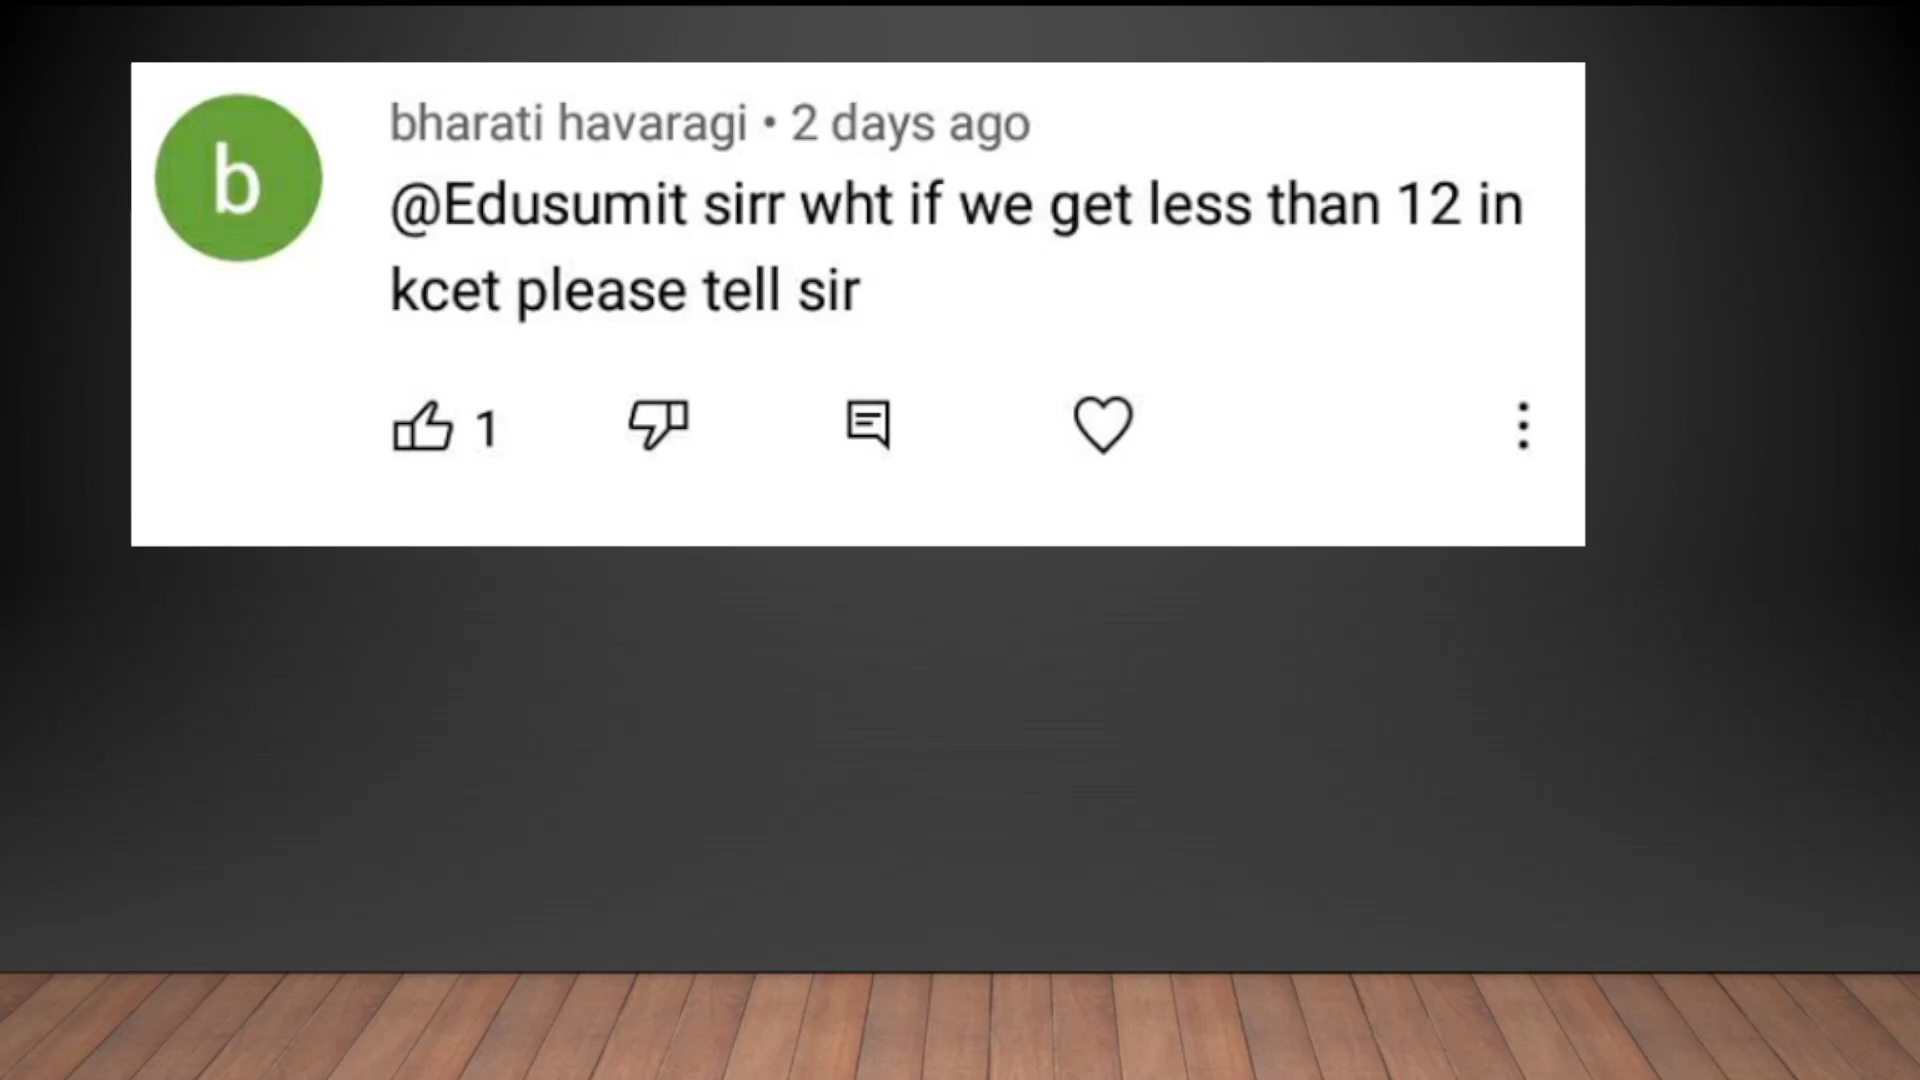 b
bharati havaragi • 2 days ago
@Edusumit sirr wht if we get less than 12 in
kcet please tell sir
1